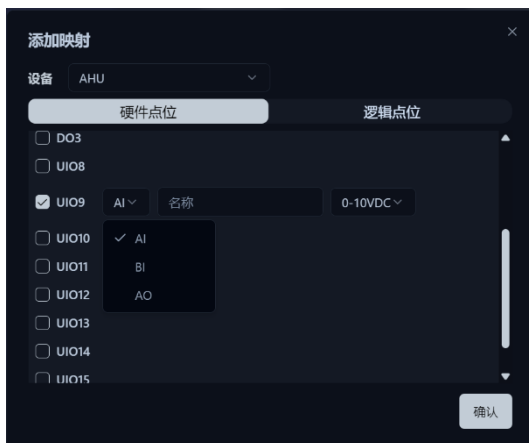 添加映射
设备 AHU
硬件点位 逻辑点位
DO3
UIO8
UIO9 AI 名称 0-10VDC
UIO10 AI
UIO11 BI
UIO12 AO
UIO13
UIO14
UIO15
确认